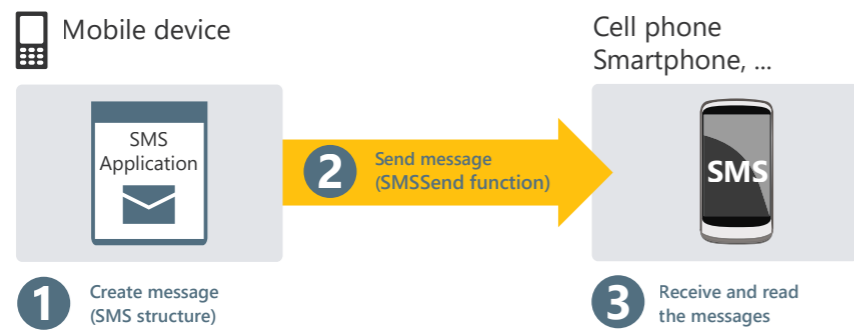 Mobile device
Cell phone
Smartphone, ...
SMS
Application
2
Send message
(SMSSend function)
SMS
1
Create message
(SMS structure)
3
Receive and read
the messages